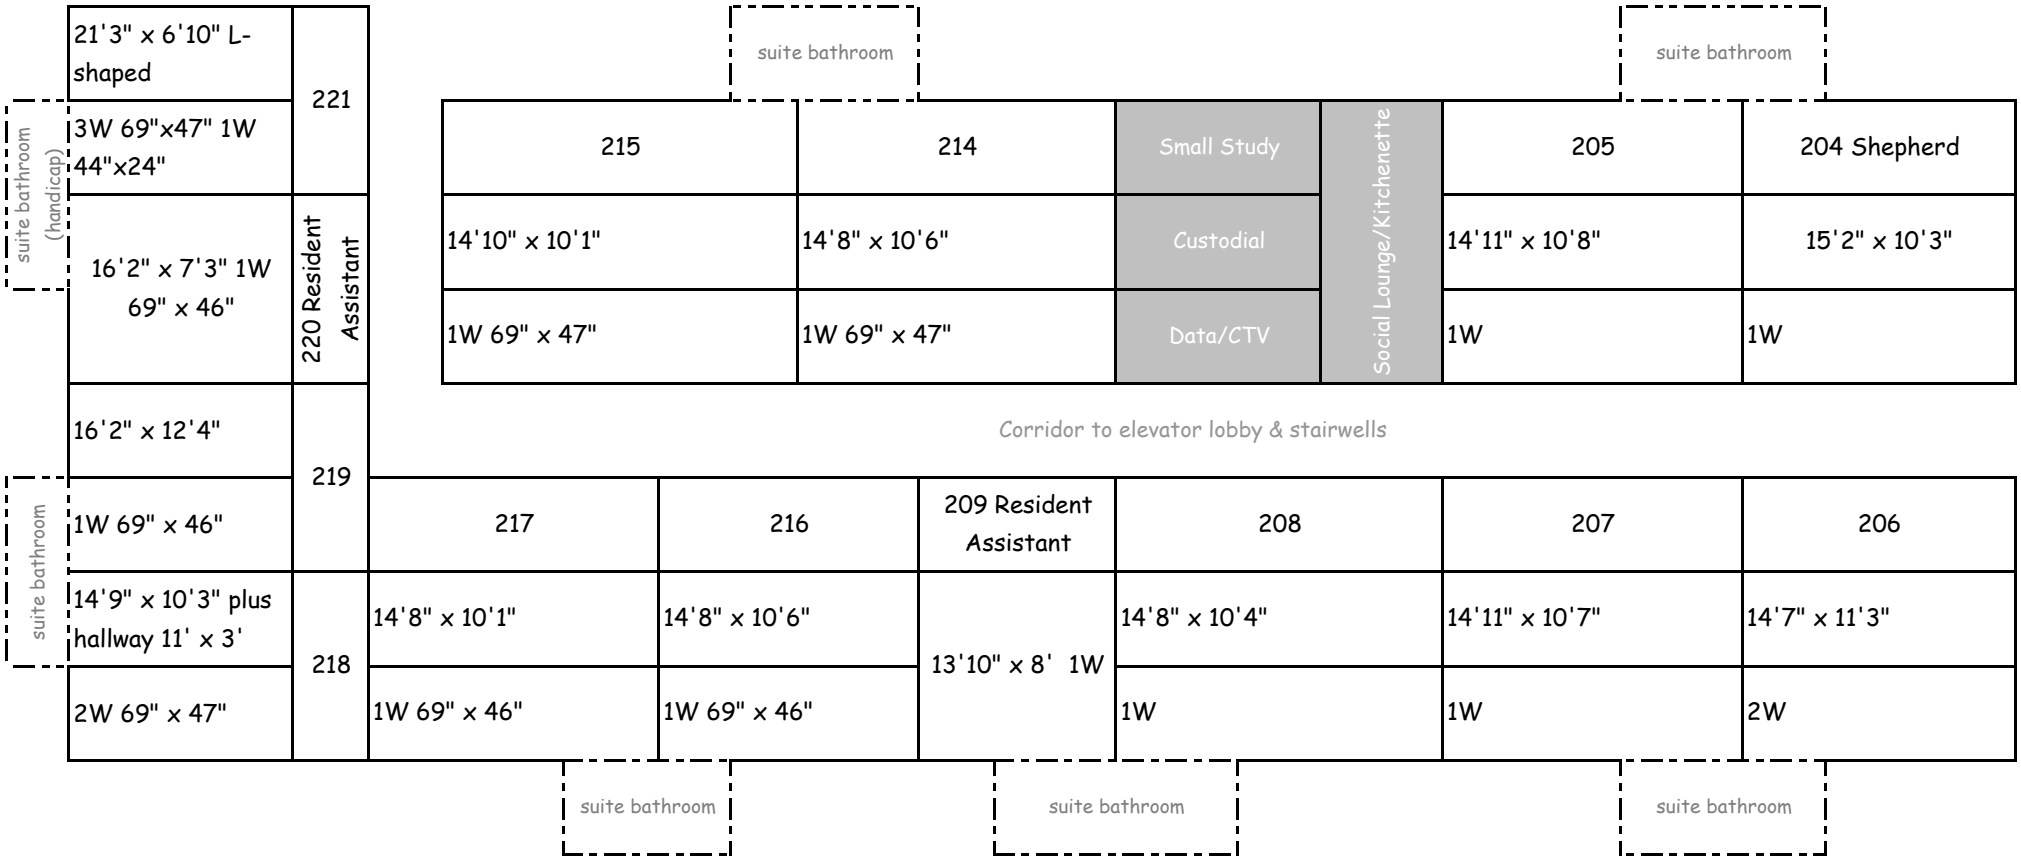 21'3" x 6'10" L-
shaped
221
3W 69"x47" 1W
44"x24"
suite bathroom
(handicap)
16'2" x 7'3" 1W
69" x 46"
220 Resident
Assistant
16'2" x 12'4"
219
1W 69" x 46"
suite bathroom
14'9" x 10'3" plus
hallway 11' x 3'
218
2W 69" x 47"
suite bathroom
suite bathroom
215
214
Small Study
Social Lounge/Kitchenette
205
204 Shepherd
14'10" x 10'1"
14'8" x 10'6"
Custodial
14'11" x 10'8"
15'2" x 10'3"
1W 69" x 47"
1W 69" x 47"
Data/CTV
1W
1W
Corridor to elevator lobby & stairwells
217
216
209 Resident
Assistant
208
207
206
14'8" x 10'1"
14'8" x 10'6"
13'10" x 8'  1W
14'8" x 10'4"
14'11" x 10'7"
14'7" x 11'3"
1W 69" x 46"
1W 69" x 46"
1W
1W
2W
suite bathroom
suite bathroom
suite bathroom